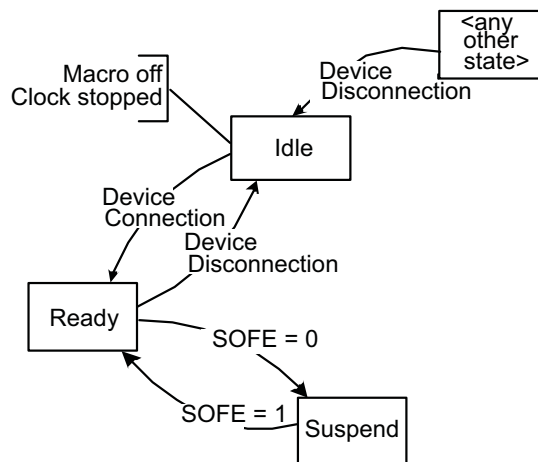 <any
other
state>
Macro off
Clock stopped
Device
Disconnection
Idle
Device
Connection
Device
Disconnection
Ready
SOFE = 0
SOFE = 1
Suspend